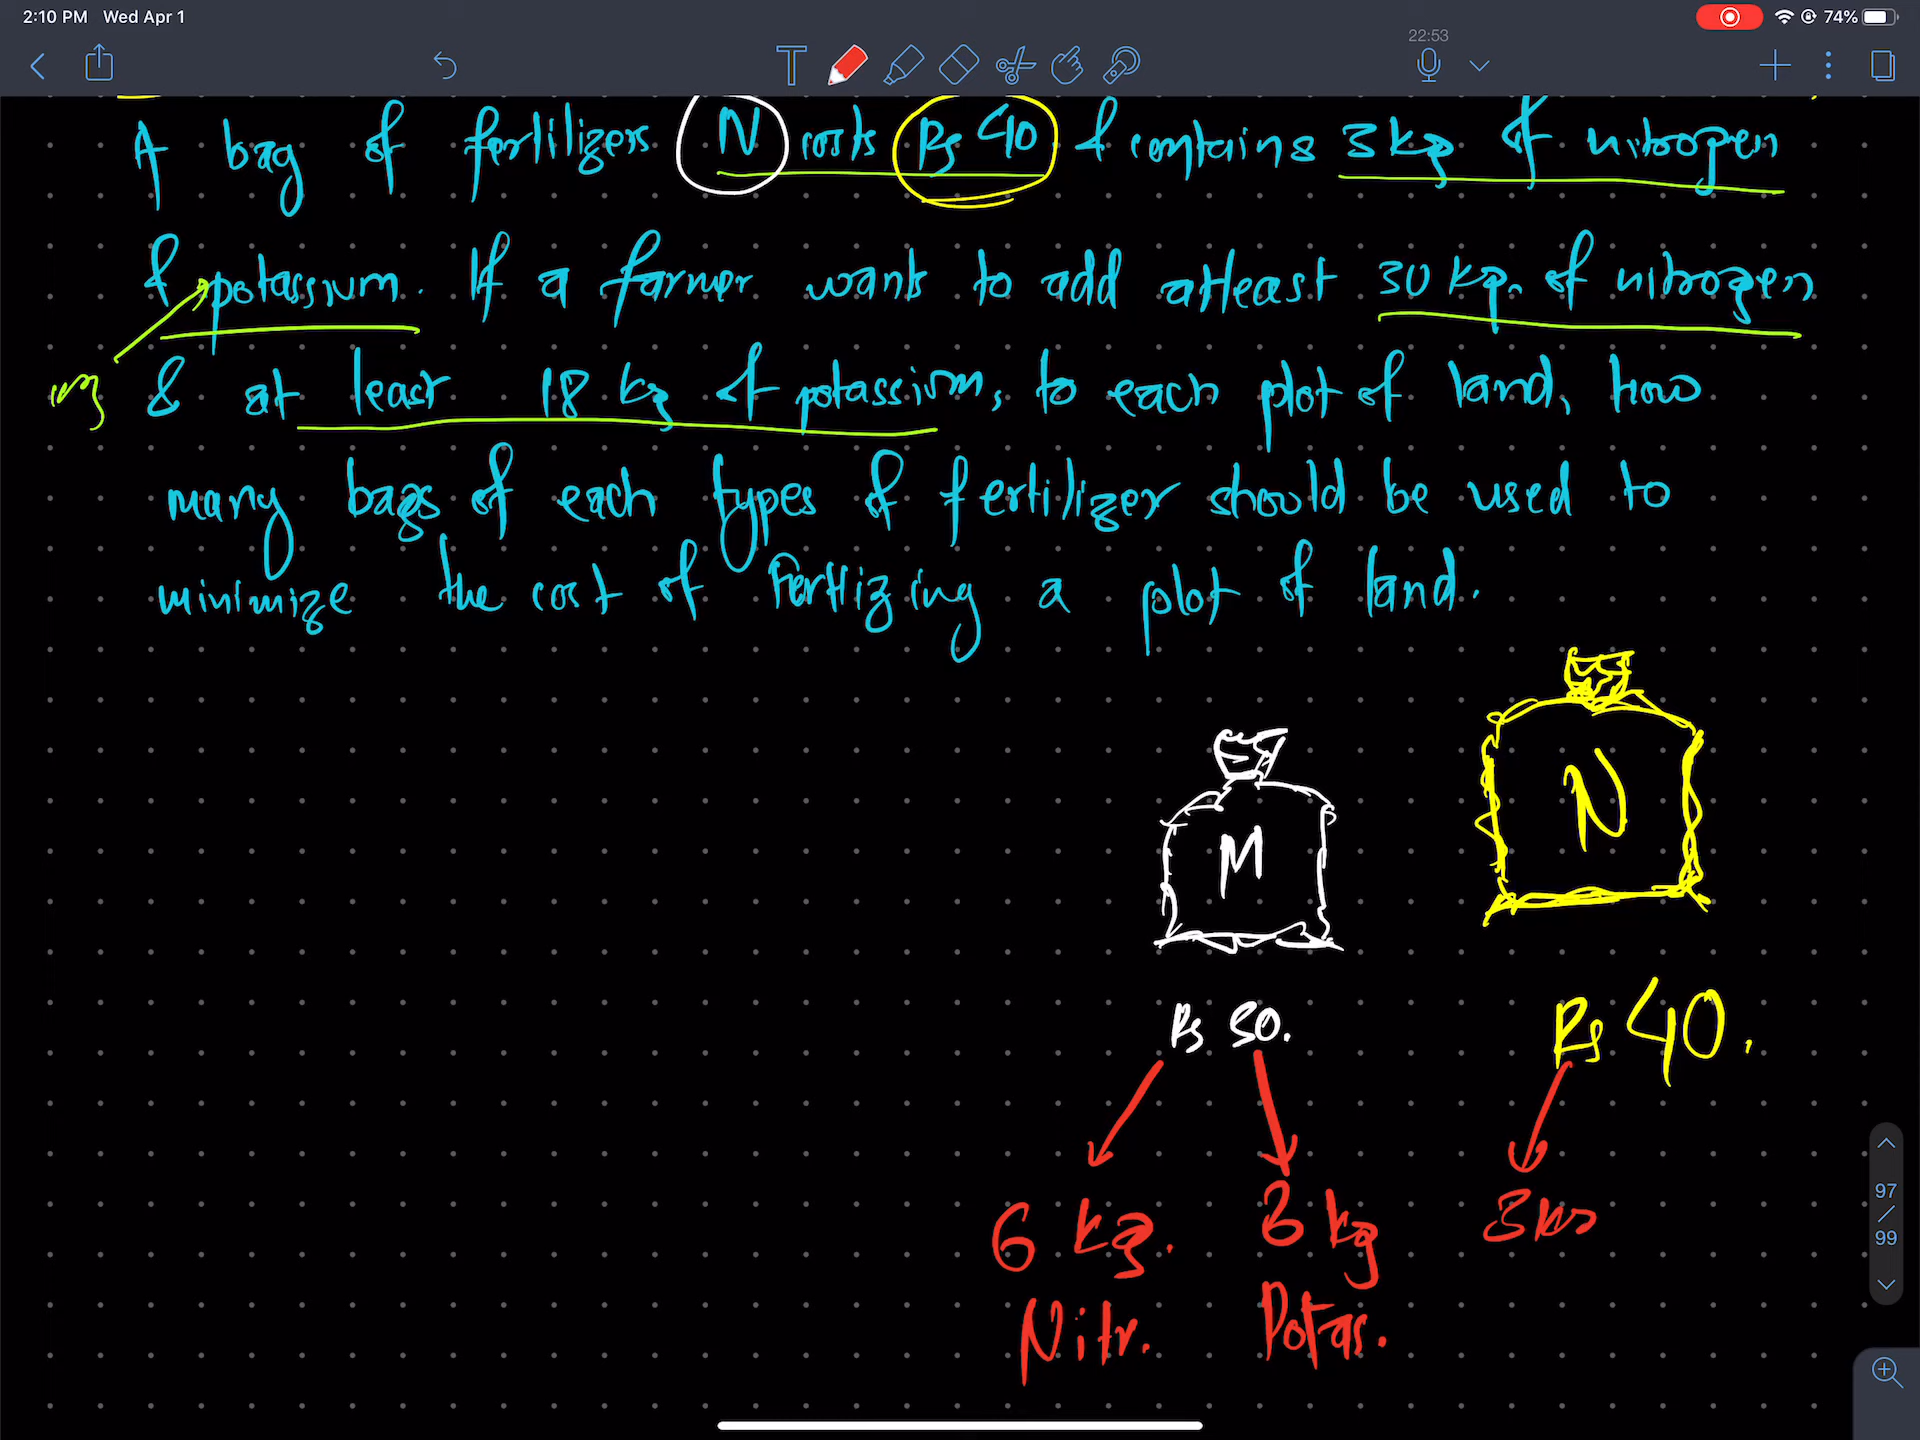 2:10 PM Wed Apr 1
74%
22:53
A bag of fertilizers N costs Rs 40 & contains 3 kg of nitrogen
& potassium. If a farmer wants to add atleast 30 kg. of nitrogen
& at least 18 kg of potassium, to each plot of land, how
many bags of each types of fertilizer should be used to
minimize the cost of fertlizing a plot of land.
M
N
Rs 50.
Rs 40.
6 kg.
3 kg
3 kg
Nitr.
Potas.
97
/
99